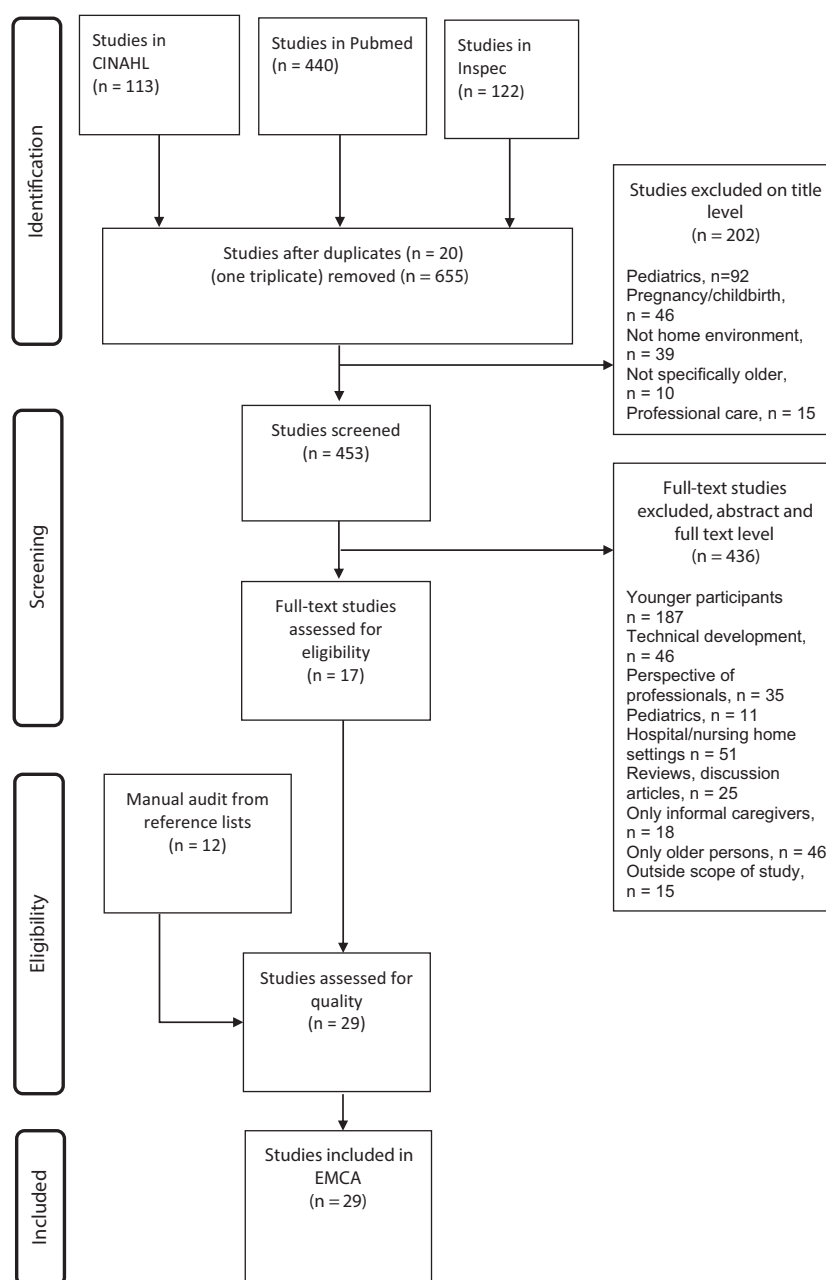 Identification
Studies in
CINAHL
(n = 113)
Studies in Pubmed
(n = 440)
Studies in
Inspec
(n = 122)
Studies after duplicates (n = 20)
(one triplicate) removed (n = 655)
Studies excluded on title
level
(n = 202)
Pediatrics, n=92
Pregnancy/childbirth,
n = 46
Not home environment,
n = 39
Not specifically older,
n = 10
Professional care, n = 15
Screening
Studies screened
(n = 453)
Full-text studies
excluded, abstract and
full text level
(n = 436)
Younger participants
n = 187
Technical development,
n = 46
Perspective of
professionals, n = 35
Pediatrics, n = 11
Hospital/nursing home
settings n = 51
Reviews, discussion
articles, n = 25
Only informal caregivers,
n = 18
Only older persons, n = 46
Outside scope of study,
n = 15
Full-text studies
assessed for
eligibility
(n = 17)
Eligibility
Manual audit from
reference lists
(n = 12)
Studies assessed for
quality
(n = 29)
Included
Studies included in
EMCA
(n = 29)